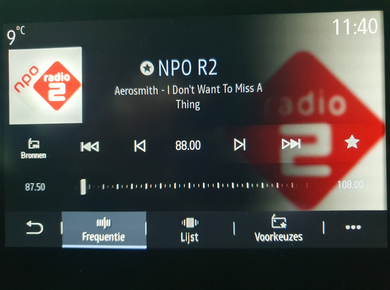 9°C
11:40
npo
radio
2
NPO R2
Aerosmith - I Don't Want To Miss A
Thing
radio
2
Bronnen
88.00
87.50
108.00
Frequentie
Lijst
Voorkeuzes